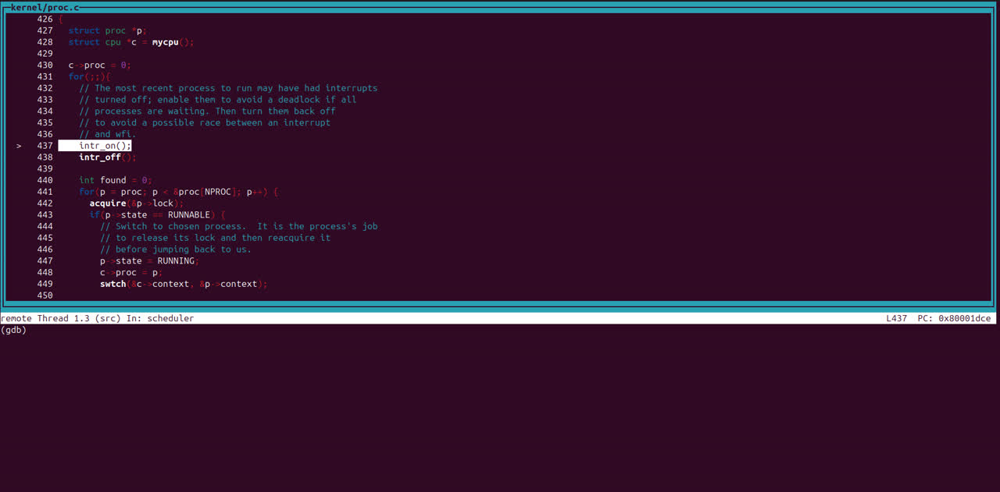 kernel/proc.c
426 {
427   struct proc *p;
428   struct cpu *c = mycpu();
429
430   c->proc = 0;
431   for(;;){
432     // The most recent process to run may have had interrupts
433     // turned off; enable them to avoid a deadlock if all
434     // processes are waiting. Then turn them back off
435     // to avoid a possible race between an interrupt
436     // and wfi.
> 437     intr_on();
438     intr_off();
439
440     int found = 0;
441     for(p = proc; p < &proc[NPROC]; p++) {
442       acquire(&p->lock);
443       if(p->state == RUNNABLE) {
444         // Switch to chosen process.  It is the process's job
445         // to release its lock and then reacquire it
446         // before jumping back to us.
447         p->state = RUNNING;
448         c->proc = p;
449         swtch(&c->context, &p->context);
450
remote Thread 1.3 (src) In: scheduler L437 PC: 0x80001dce
(gdb)